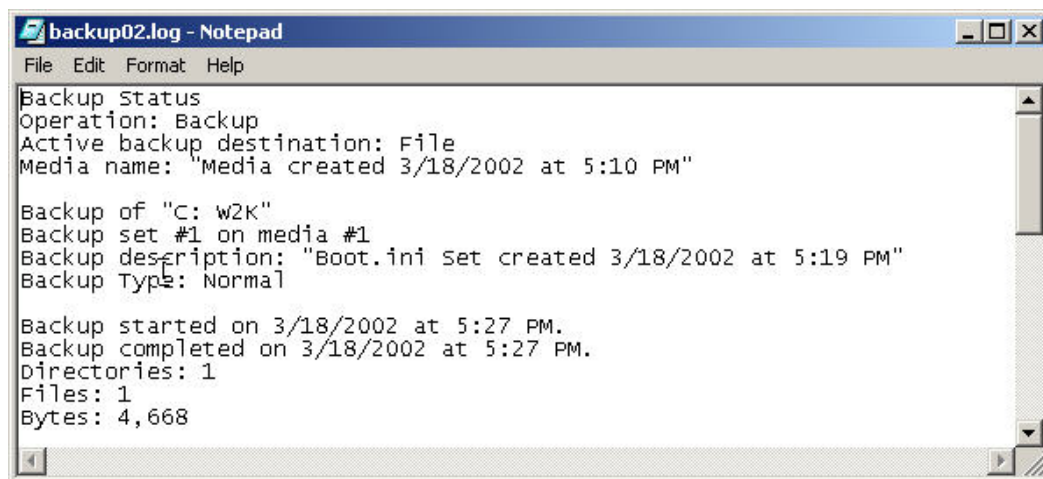 backup02.log - Notepad
File Edit Format Help
Backup Status
Operation: Backup
Active backup destination: File
Media name: "Media created 3/18/2002 at 5:10 PM"
Backup of "C: W2K"
Backup set #1 on media #1
Backup description: "Boot.ini Set created 3/18/2002 at 5:19 PM"
Backup Type: Normal
Backup started on 3/18/2002 at 5:27 PM.
Backup completed on 3/18/2002 at 5:27 PM.
Directories: 1
Files: 1
Bytes: 4,668